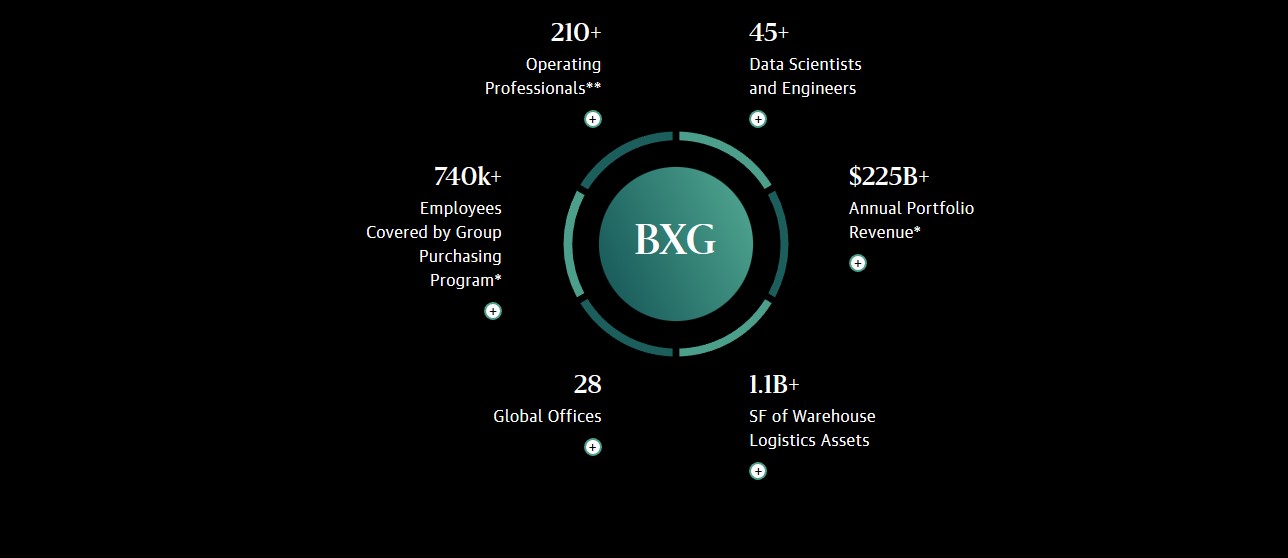 210+
Operating
Professionals**
+
45+
Data Scientists
and Engineers
+
740k+
Employees
Covered by Group
Purchasing
Program*
+
BXG
$225B+
Annual Portfolio
Revenue*
+
28
Global Offices
+
1.1B+
SF of Warehouse
Logistics Assets
+